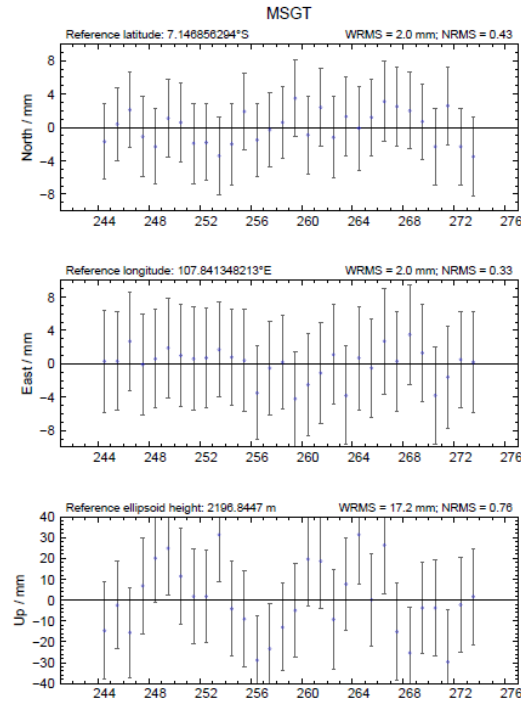 MSGT
Reference latitude: 7.146856294°S WRMS = 2.0 mm; NRMS = 0.43
North / mm
8
4
0
−4
−8
244 248 252 256 260 264 268 272 276
Reference longitude: 107.841348213°E WRMS = 2.0 mm; NRMS = 0.33
East / mm
8
4
0
−4
−8
244 248 252 256 260 264 268 272 276
Reference ellipsoid height: 2196.8447 m WRMS = 17.2 mm; NRMS = 0.76
Up / mm
40
30
20
10
0
−10
−20
−30
−40
244 248 252 256 260 264 268 272 276